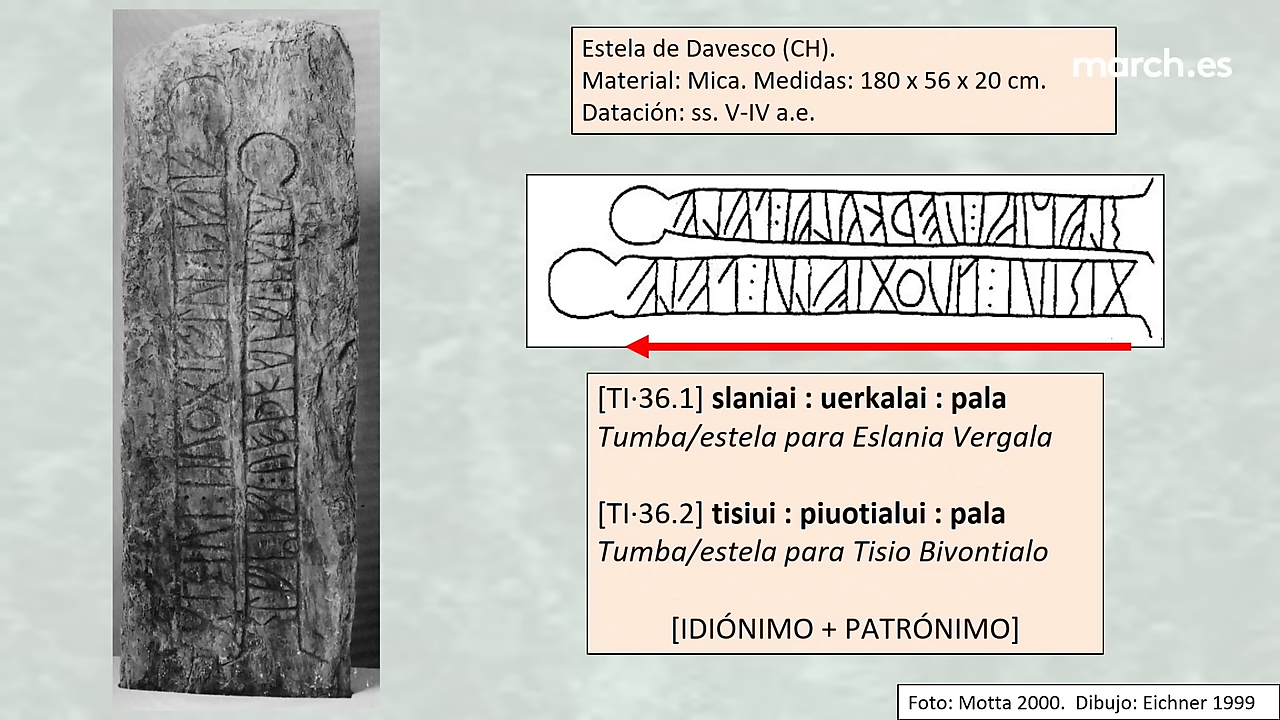 Estela de Davesco (CH).
march.es
Material: Mica. Medidas: 180 x 56 x 20 cm.
Datación: ss. V-IV a.e.
[TI·36.1] slaniai : uerkalai : pala
Tumba/estela para Eslania Vergala
[TI·36.2] tisiui : piuotialui : pala
Tumba/estela para Tisio Bivontialo
[IDIÓNIMO + PATRÓNIMO]
Foto: Motta 2000. Dibujo: Eichner 1999